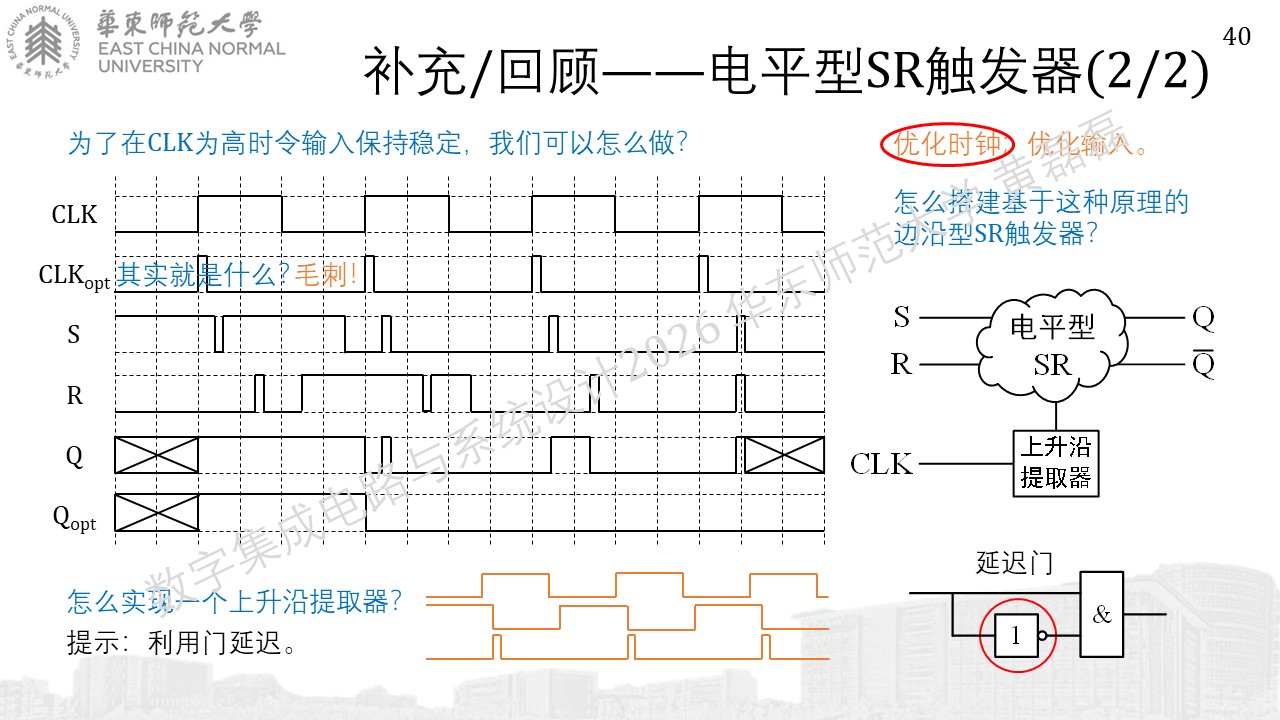 華東師範大學
EAST CHINA NORMAL
UNIVERSITY
40
补充/回顾——电平型SR触发器(2/2)
为了在CLK为高时令输入保持稳定，我们可以怎么做？
优化时钟；优化输入。
怎么搭建基于这种原理的
边沿型SR触发器？
CLK
CLKopt 其实就是什么？毛刺！
S
R
Q
Qopt
S
R
电平型
SR
Q
Q̅
CLK
上升沿
提取器
怎么实现一个上升沿提取器？
提示：利用门延迟。
延迟门
1
&
数字集成电路与系统设计2026 华东师范大学 黄磊磊